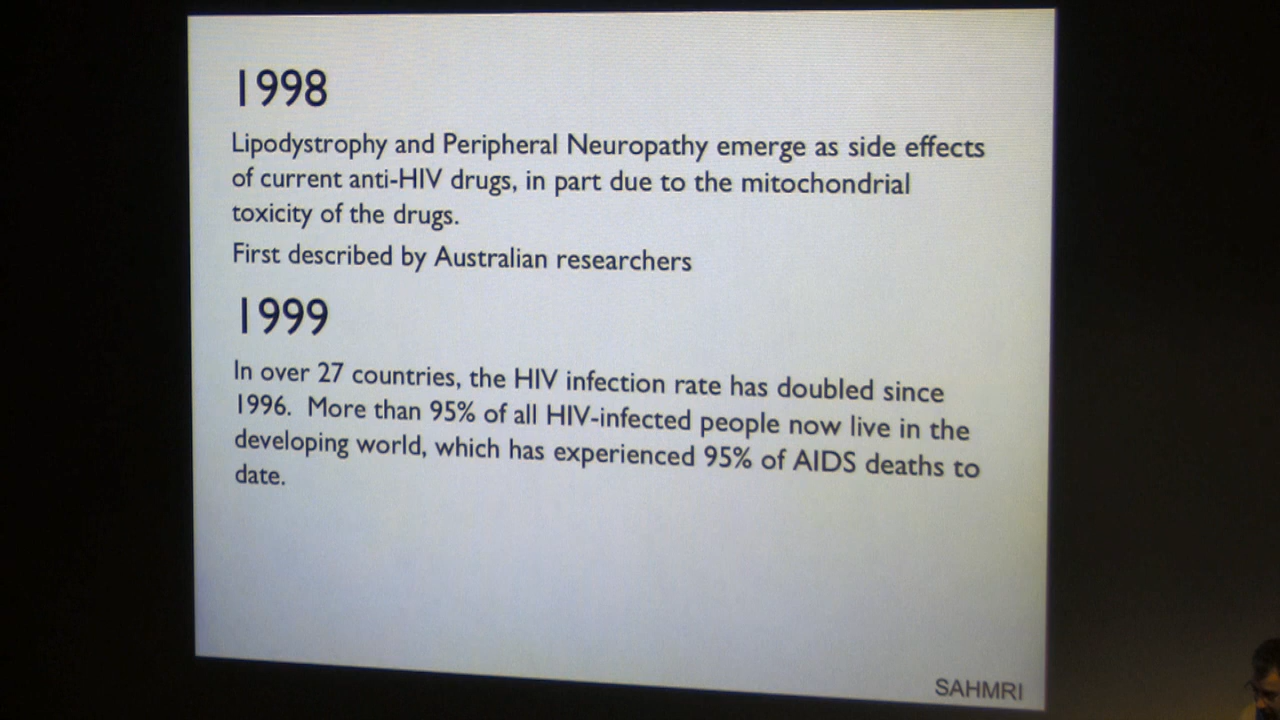 1998
Lipodystrophy and Peripheral Neuropathy emerge as side effects
of current anti-HIV drugs, in part due to the mitochondrial
toxicity of the drugs.
First described by Australian researchers
1999
In over 27 countries, the HIV infection rate has doubled since
1996.  More than 95% of all HIV-infected people now live in the
developing world, which has experienced 95% of AIDS deaths to
date.
SAHMRI